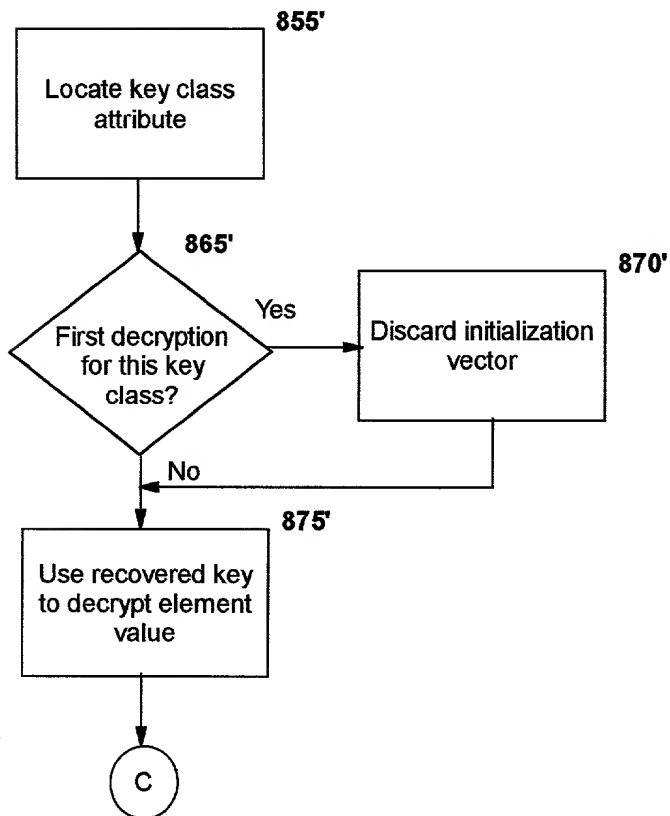 855'
Locate key class
attribute
865'
870'
Yes
First decryption
for this key
class?
Discard initialization
vector
No
875'
Use recovered key
to decrypt element
value
C